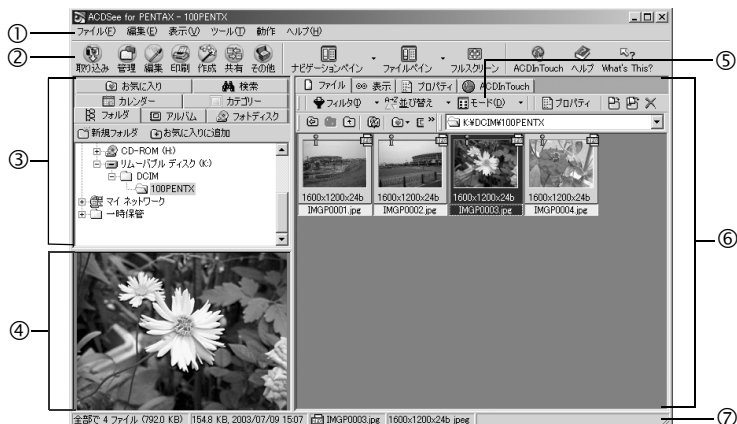 ACDSee for PENTAX - 100PENTX
① ファイル(F) 編集(E) 表示(V) ツール(T) 動作 ヘルプ(H)
② 取り込み 管理 編集 印刷 作成 共有 その他 ナビゲーションペイン ファイルペイン フルスクリーン ACDInTouch ヘルプ What's This?
⑤
お気に入り 検索
カレンダー カテゴリー
フォルダ アルバム フォトディスク
新規フォルダ お気に入りに追加
③
CD-ROM (H:)
リムーバブル ディスク (K:)
DCIM
100PENTX
マイ ネットワーク
一時保管
ファイル 表示 プロパティ ACDInTouch
フィルタ(I) 並び替え モード(D) プロパティ
K:¥DCIM¥100PENTX
1600x1200x24b 1600x1200x24b 1600x1200x24b 1600x1200x24b
IMGP0001.jpg IMGP0002.jpg IMGP0003.jpg IMGP0004.jpg
④
⑥
全部で 4 ファイル (792.0 KB) 154.8 KB, 2003/07/09 15:07 IMGP0003.jpg 1600x1200x24b jpeg
⑦